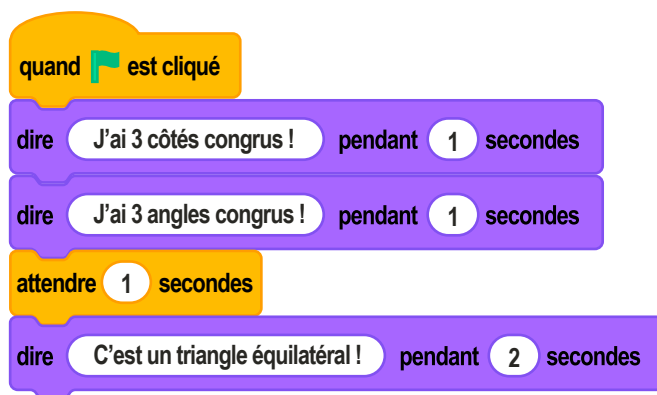 quand est cliqué
dire J'ai 3 côtés congrus ! pendant 1 secondes
dire J'ai 3 angles congrus ! pendant 1 secondes
attendre 1 secondes
dire C'est un triangle équilatéral ! pendant 2 secondes